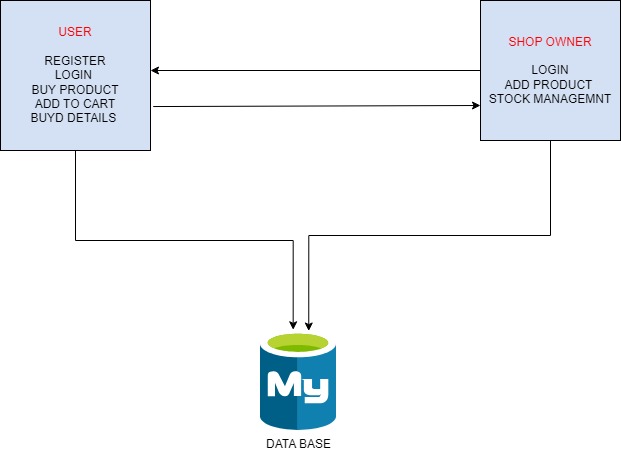 USER
REGISTER
LOGIN
BUY PRODUCT
ADD TO CART
BUYD DETAILS
SHOP OWNER
LOGIN
ADD PRODUCT
STOCK MANAGEMNT
My
DATA BASE